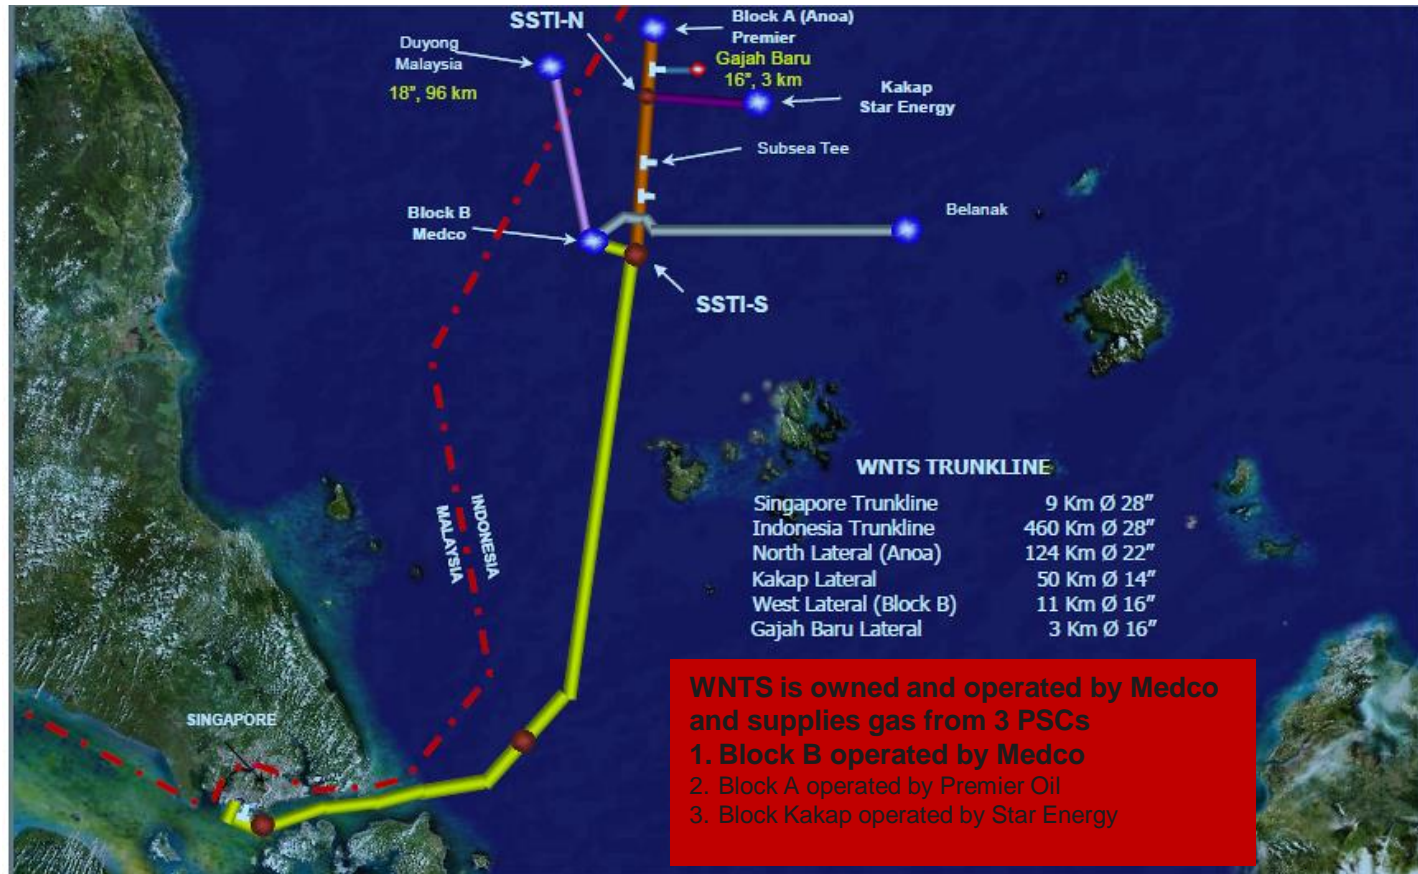 SSTI-N
Block A (Anoa)
Premier
Duyong
Malaysia
18", 96 km
Gajah Baru
16", 3 km
Kakap
Star Energy
Subsea Tee
Block B
Medco
Belanak
SSTI-S
INDONESIA
MALAYSIA
SINGAPORE
WNTS TRUNKLINE
Singapore Trunkline 9 Km Ø 28"
Indonesia Trunkline 460 Km Ø 28"
North Lateral (Anoa) 124 Km Ø 22"
Kakap Lateral 50 Km Ø 14"
West Lateral (Block B) 11 Km Ø 16"
Gajah Baru Lateral 3 Km Ø 16"
WNTS is owned and operated by Medco
and supplies gas from 3 PSCs
1. Block B operated by Medco
2. Block A operated by Premier Oil
3. Block Kakap operated by Star Energy